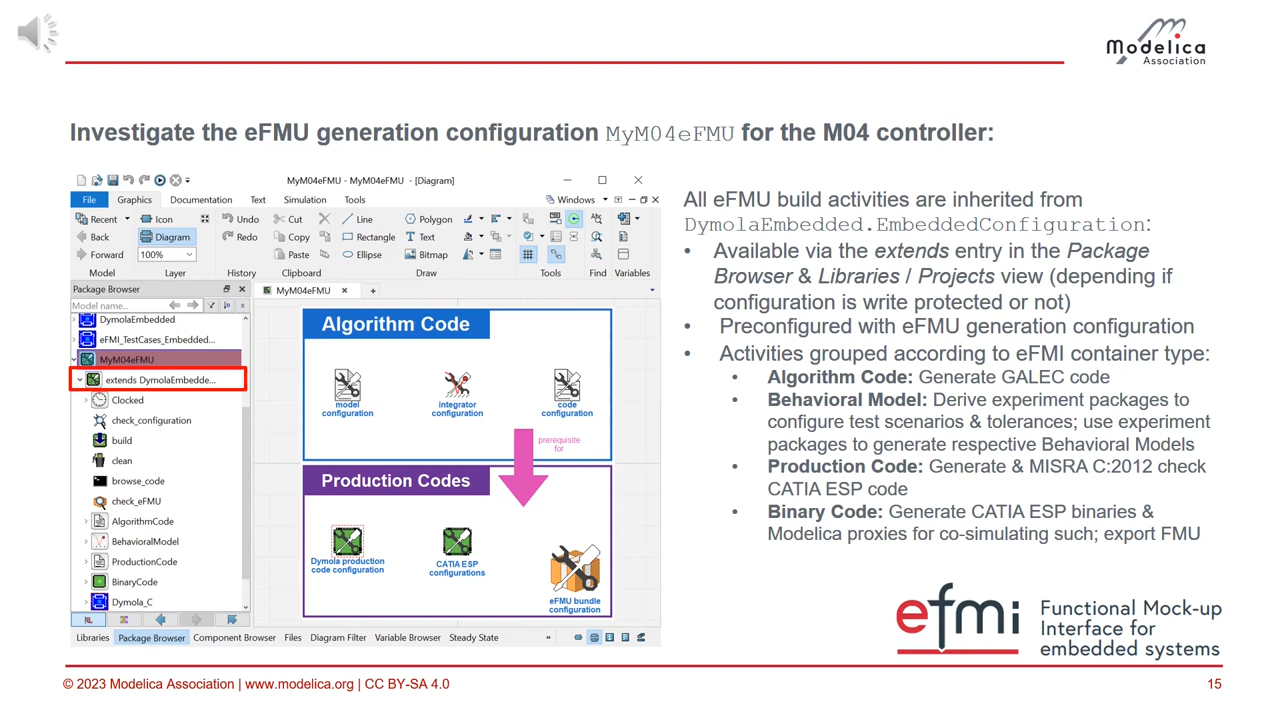 Modelica
Association
Investigate the eFMU generation configuration MyM04eFMU for the M04 controller:
MyM04eFMU - MyM04eFMU - [Diagram]
File Graphics Documentation Text Simulation Tools Windows
Recent Icon Undo Cut Line Polygon
Back Diagram Redo Copy Rectangle Text
Forward 100% Paste Ellipse Bitmap
Model Layer History Clipboard Draw Tools Find Variables
Package Browser
Model name...
MyM04eFMU
DymolaEmbedded
eFMI_TestCases_Embedded...
MyM04eFMU
extends DymolaEmbedde...
Clocked
check_configuration
build
clean
browse_code
check_eFMU
AlgorithmCode
BehavioralModel
ProductionCode
BinaryCode
Dymola_C
Algorithm Code
model
configuration
integrator
configuration
code
configuration
prerequisite
for
Production Codes
Dymola production
code configuration
CATIA ESP
configurations
eFMU bundle
configuration
Libraries Package Browser Component Browser Files Diagram Filter Variable Browser Steady State »
All eFMU build activities are inherited from
DymolaEmbedded.EmbeddedConfiguration:
• Available via the extends entry in the Package
Browser & Libraries / Projects view (depending if
configuration is write protected or not)
• Preconfigured with eFMU generation configuration
• Activities grouped according to eFMI container type:
• Algorithm Code: Generate GALEC code
• Behavioral Model: Derive experiment packages to
configure test scenarios & tolerances; use experiment
packages to generate respective Behavioral Models
• Production Code: Generate & MISRA C:2012 check
CATIA ESP code
• Binary Code: Generate CATIA ESP binaries &
Modelica proxies for co-simulating such; export FMU
efmi
Functional Mock-up
Interface for
embedded systems
© 2023 Modelica Association | www.modelica.org | CC BY-SA 4.0
15